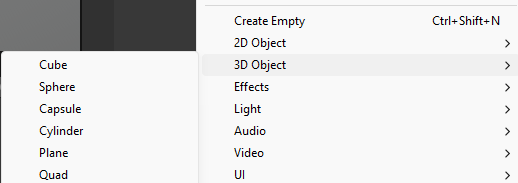 Create Empty Ctrl+Shift+N
2D Object
3D Object
Effects
Light
Audio
Video
UI
Cube
Sphere
Capsule
Cylinder
Plane
Quad